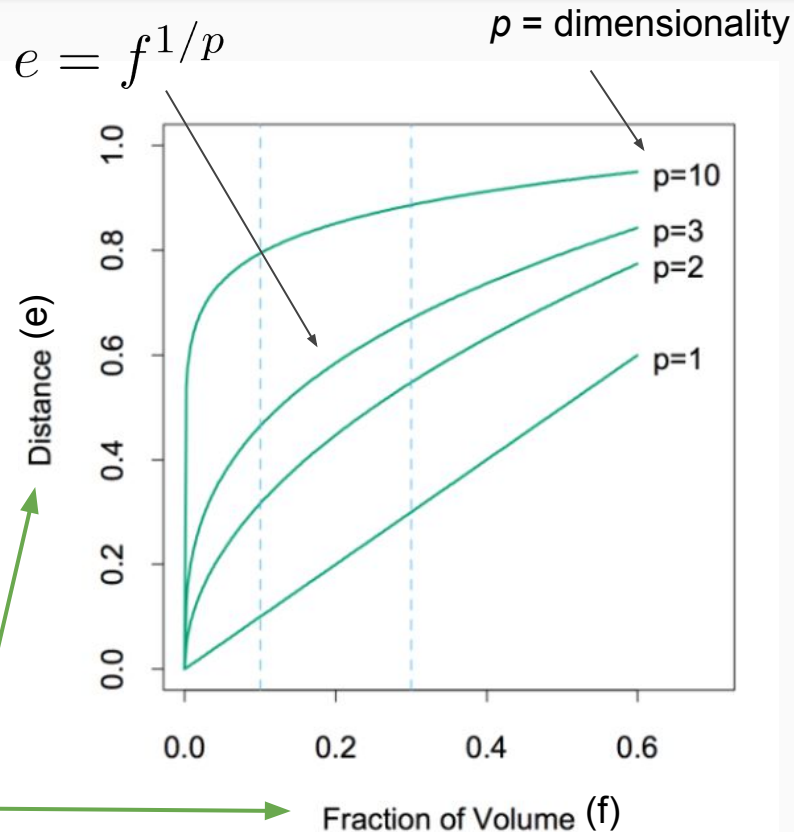 e = f^{1/p}
p = dimensionality
1.0
0.8
0.6
0.4
0.2
0.0
Distance (e)
p=10
p=3
p=2
p=1
0.0 0.2 0.4 0.6
Fraction of Volume (f)